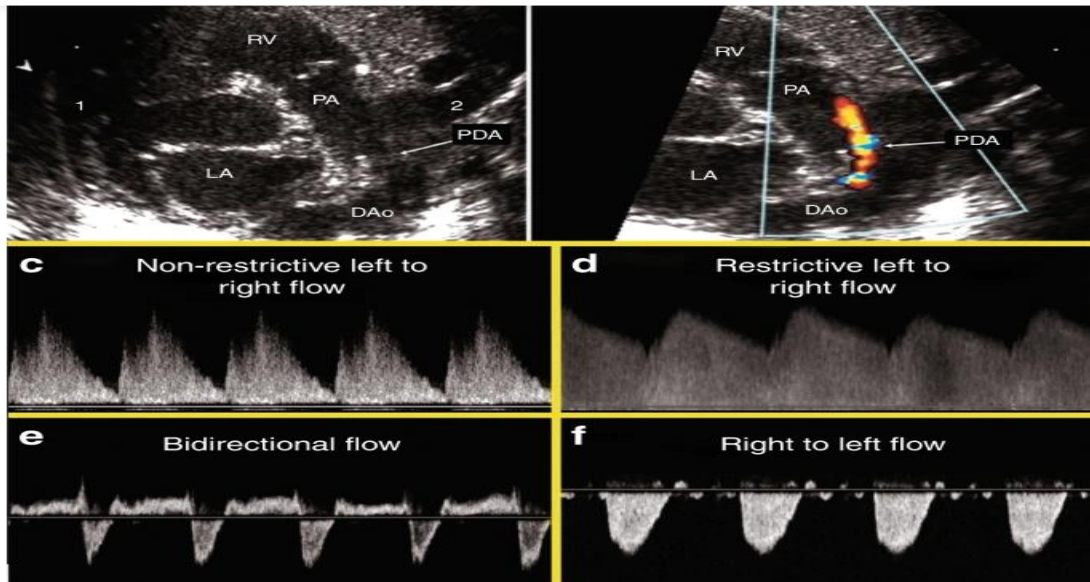 RV
PA
1
2
PDA
LA
DAo
RV
PA
PDA
LA
DAo
c
Non-restrictive left to
right flow
d
Restrictive left to
right flow
e
Bidirectional flow
f
Right to left flow